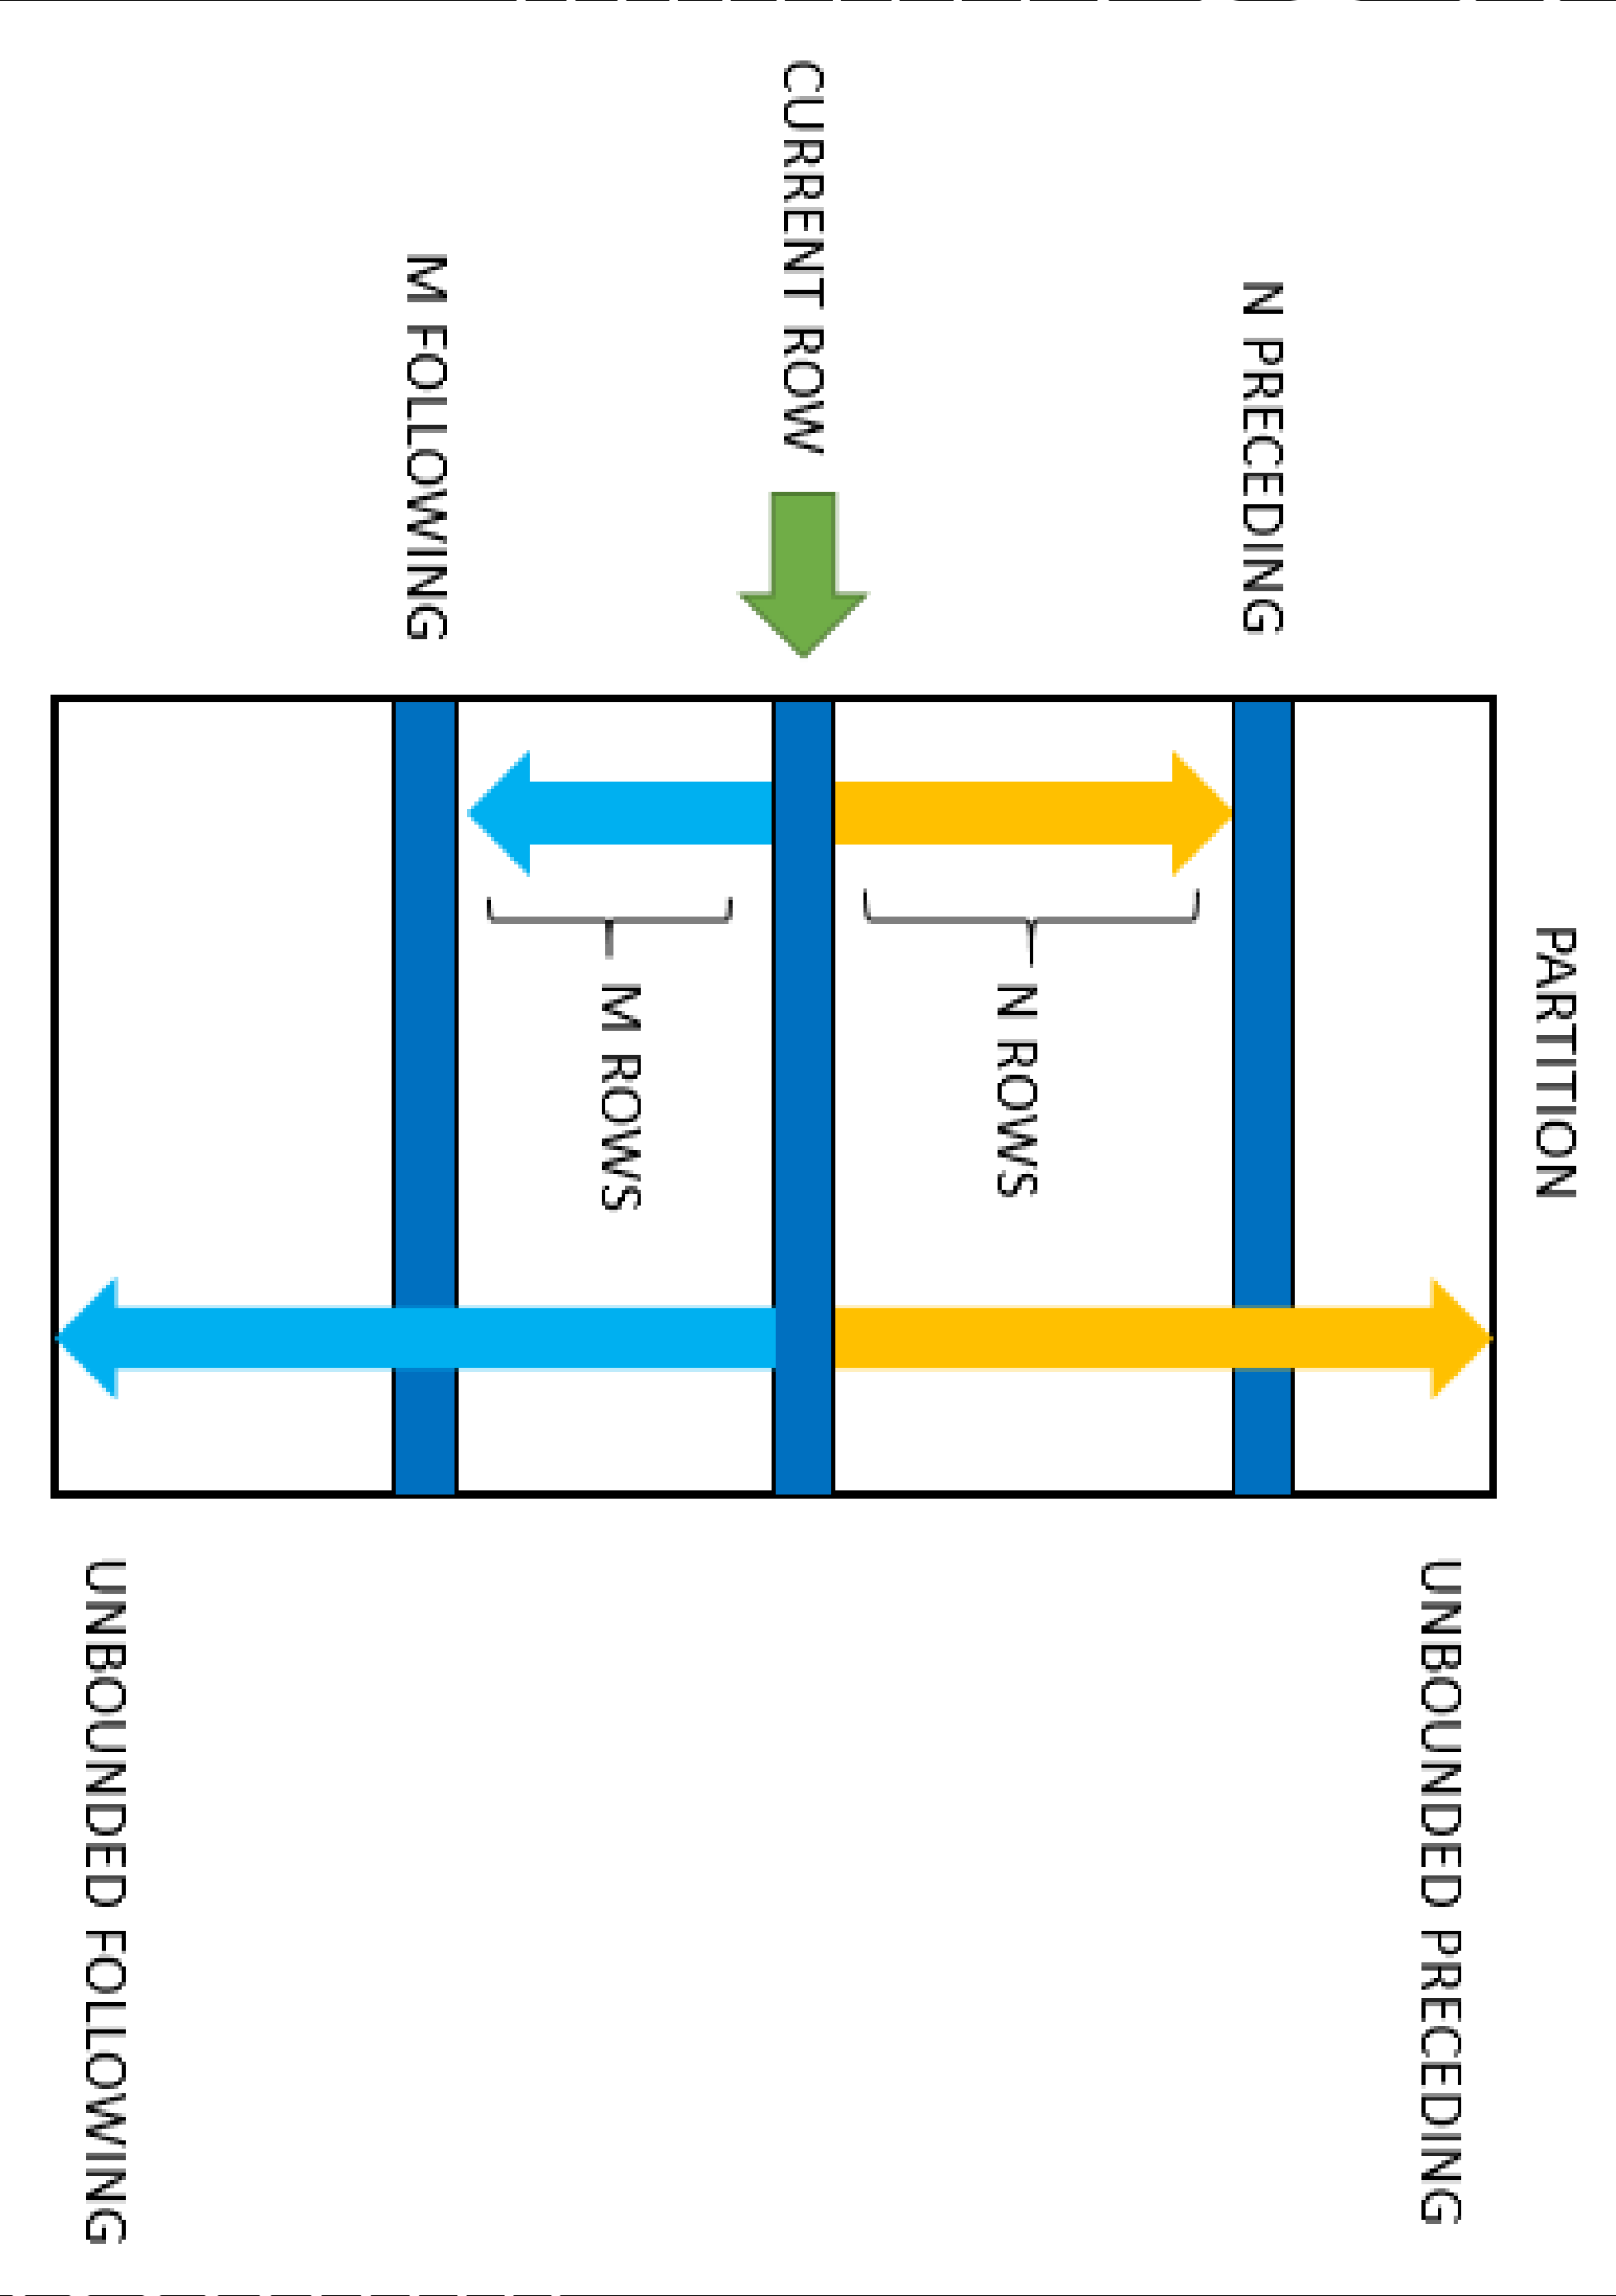 PARTITION
UNBOUNDED PRECEDING
N PRECEDING
N ROWS
CURRENT ROW
M ROWS
M FOLLOWING
UNBOUNDED FOLLOWING